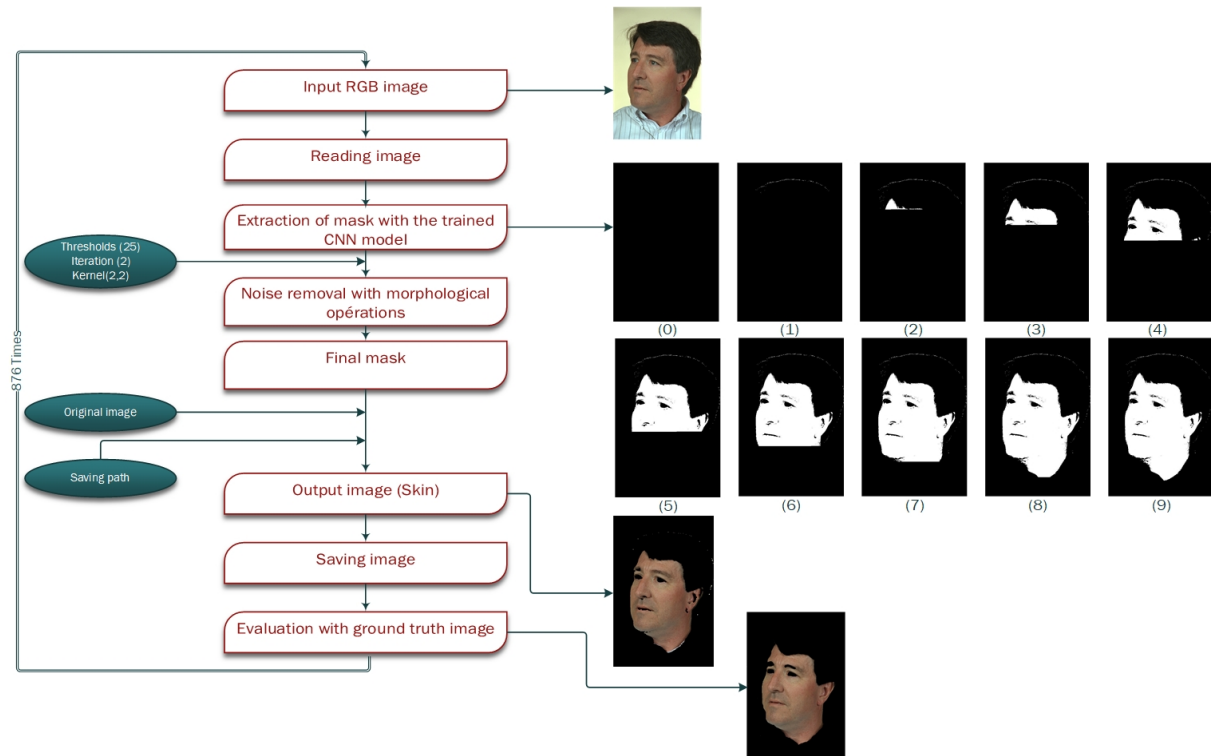 Input RGB image
Reading image
Extraction of mask with the trained
CNN model
Thresholds (25)
Iteration (2)
Kernel(2,2)
Noise removal with morphological
opérations
Final mask
876 Times
Original image
Saving path
Output image (Skin)
Saving image
Evaluation with ground truth image
(0)
(1)
(2)
(3)
(4)
(5)
(6)
(7)
(8)
(9)